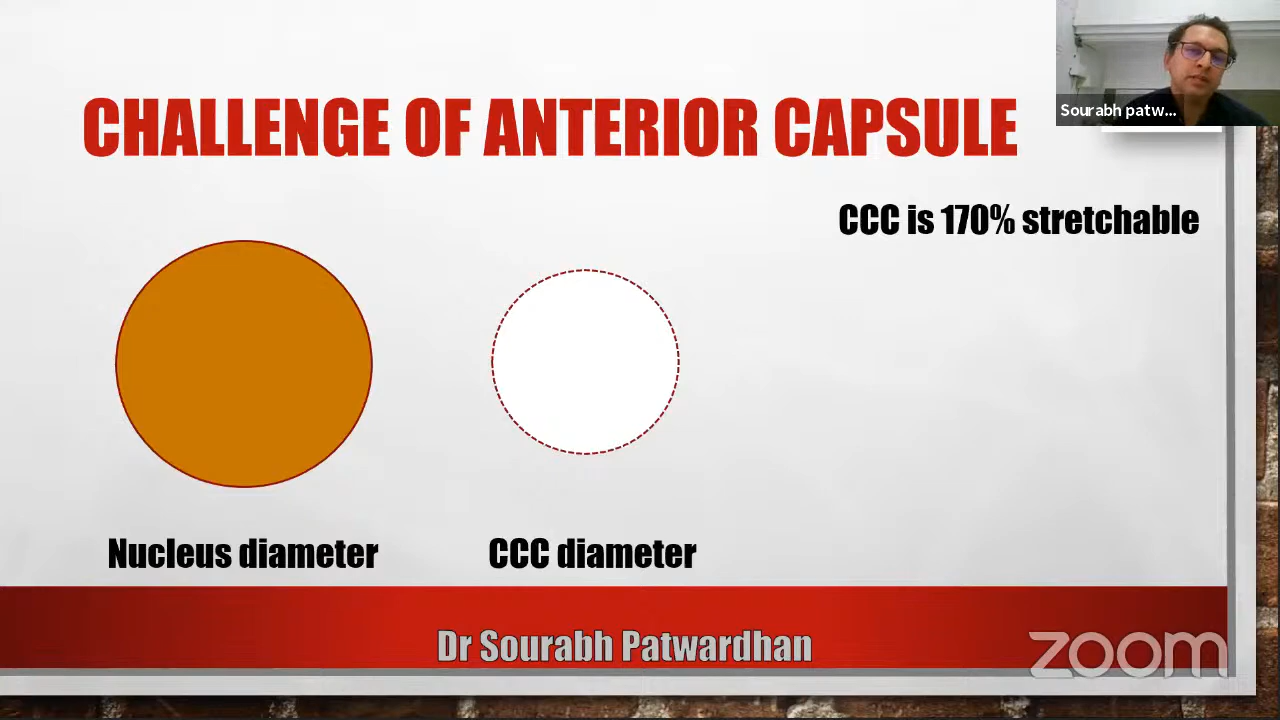 Sourabh patw...
CHALLENGE OF ANTERIOR CAPSULE
CCC is 170% stretchable
Nucleus diameter
CCC diameter
Dr Sourabh Patwardhan
zoom